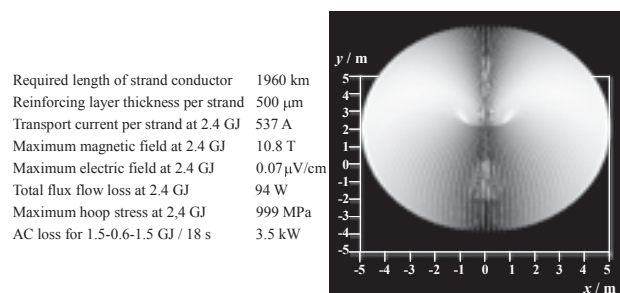 Required length of strand conductor 1960 km
Reinforcing layer thickness per strand 500 μm
Transport current per strand at 2.4 GJ 537 A
Maximum magnetic field at 2.4 GJ 10.8 T
Maximum electric field at 2.4 GJ 0.07μV/cm
Total flux flow loss at 2.4 GJ 94 W
Maximum hoop stress at 2,4 GJ 999 MPa
AC loss for 1.5-0.6-1.5 GJ / 18 s 3.5 kW
y / m
5
4
3
2
1
0
-1
-2
-3
-4
-5
-5 -4 -3 -2 -1 0 1 2 3 4 5
x / m